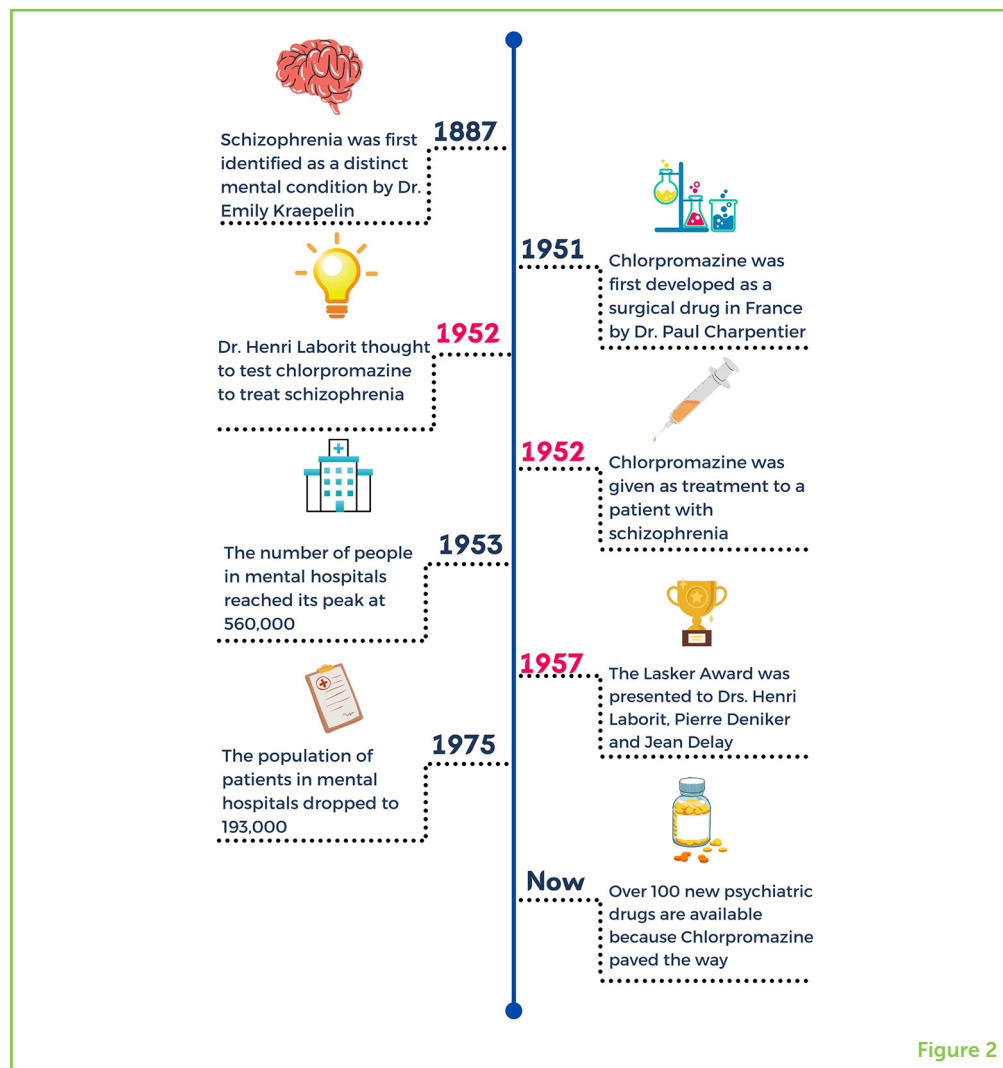 1887
Schizophrenia was first
identified as a distinct
mental condition by Dr.
Emily Kraepelin
1951
Chlorpromazine was
first developed as a
surgical drug in France
by Dr. Paul Charpentier
1952
Dr. Henri Laborit thought
to test chlorpromazine
to treat schizophrenia
1952
Chlorpromazine was
given as treatment to a
patient with
schizophrenia
1953
The number of people
in mental hospitals
reached its peak at
560,000
1957
The Lasker Award was
presented to Drs. Henri
Laborit, Pierre Deniker
and Jean Delay
1975
The population of
patients in mental
hospitals dropped to
193,000
Now
Over 100 new psychiatric
drugs are available
because Chlorpromazine
paved the way
Figure 2